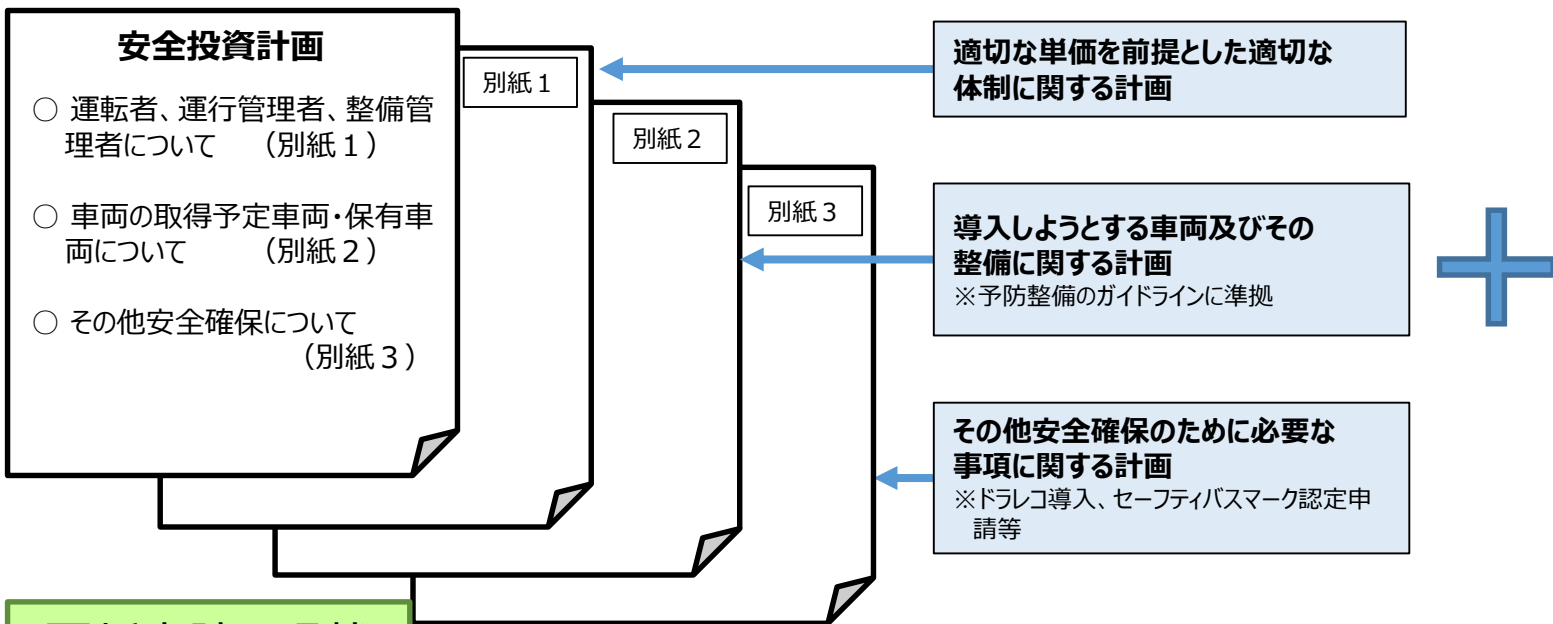 安全投資計画
○ 運転者、運行管理者、整備管
理者について （別紙１）
○ 車両の取得予定車両・保有車
両について （別紙２）
○ その他安全確保について
（別紙３）
別紙１
別紙２
別紙３
適切な単価を前提とした適切な
体制に関する計画
導入しようとする車両及びその
整備に関する計画
※予防整備のガイドラインに準拠
その他安全確保のために必要な
事項に関する計画
※ドラレコ導入、セーフティバスマーク認定申
請等